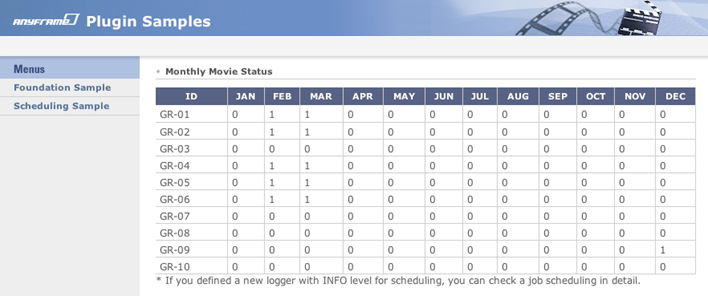 ANYFRAME Plugin Samples
Menus
Foundation Sample
Scheduling Sample
Monthly Movie Status
ID JAN FEB MAR APR MAY JUN JUL AUG SEP OCT NOV DEC
GR-01 0 1 1 0 0 0 0 0 0 0 0 0
GR-02 0 1 1 0 0 0 0 0 0 0 0 0
GR-03 0 0 0 0 0 0 0 0 0 0 0 0
GR-04 0 1 1 0 0 0 0 0 0 0 0 0
GR-05 0 1 1 0 0 0 0 0 0 0 0 0
GR-06 0 1 1 0 0 0 0 0 0 0 0 0
GR-07 0 0 0 0 0 0 0 0 0 0 0 0
GR-08 0 0 0 0 0 0 0 0 0 0 0 0
GR-09 0 0 0 0 0 0 0 0 0 0 0 1
GR-10 0 0 0 0 0 0 0 0 0 0 0 0
* If you defined a new logger with INFO level for scheduling, you can check a job scheduling in detail.